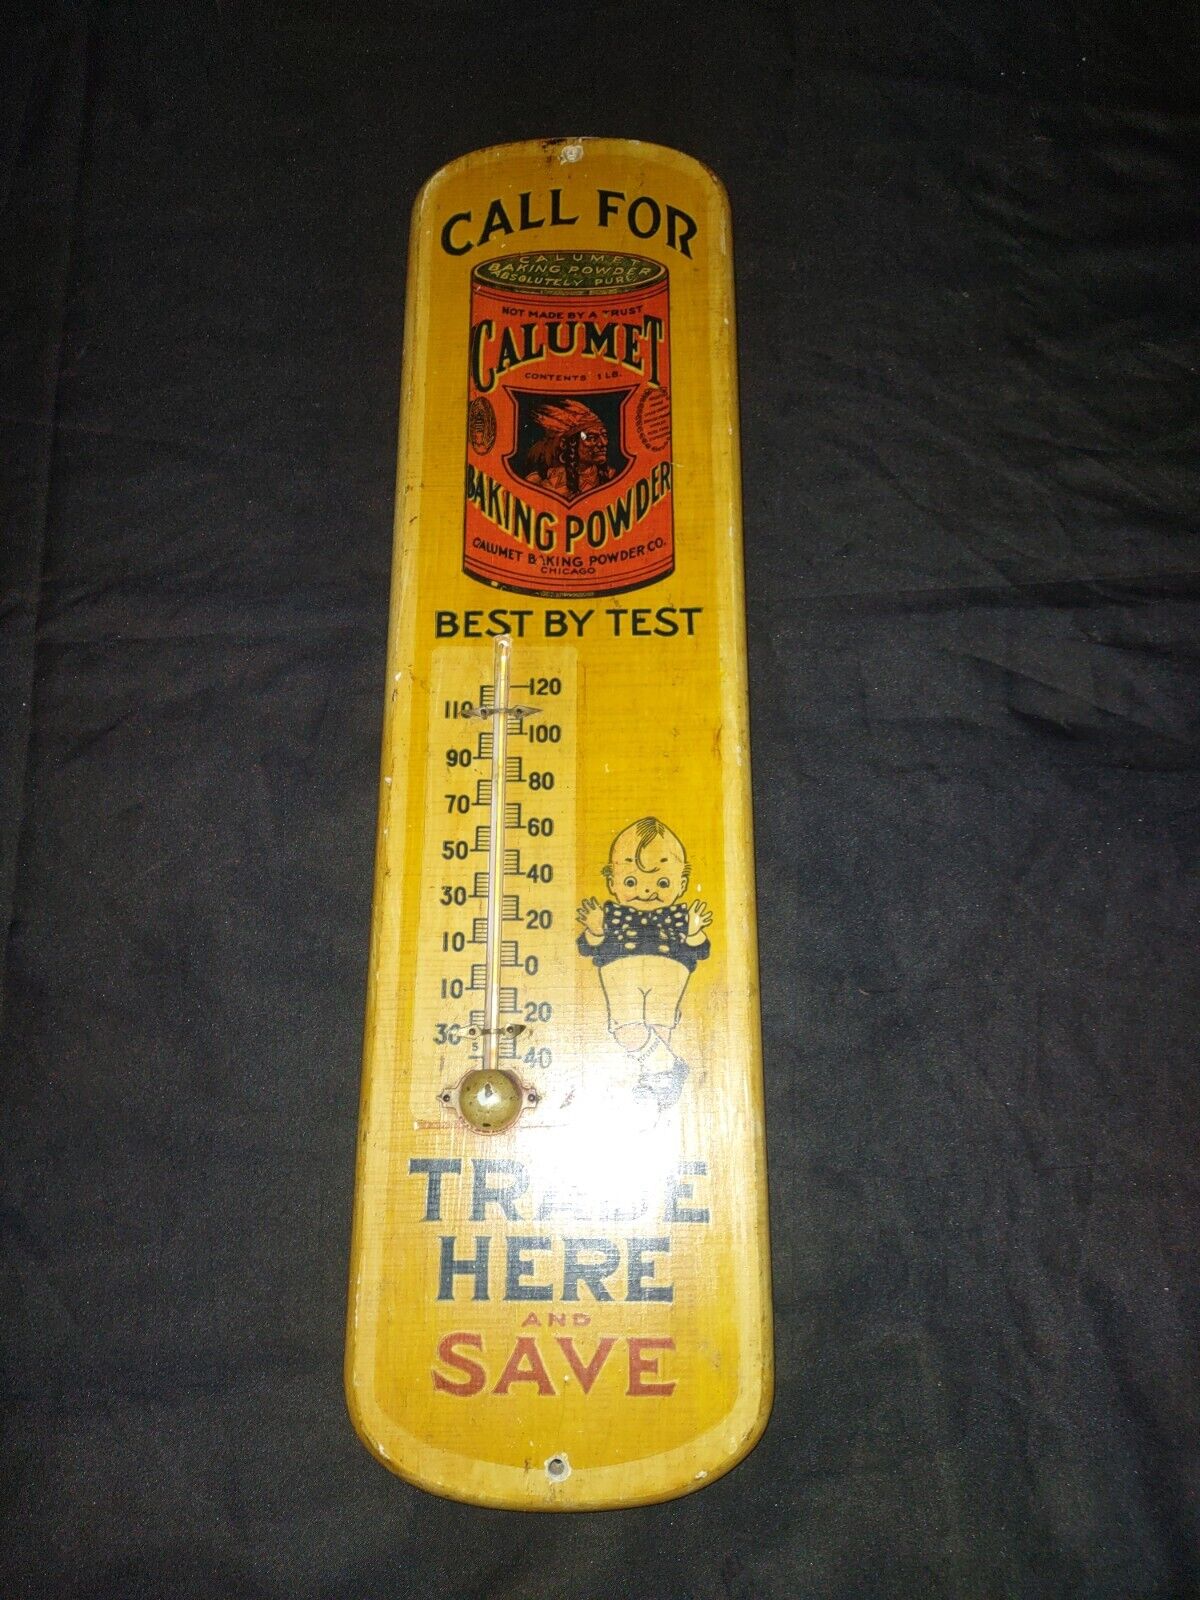 CALL FOR
CALUMET
BAKING POWDER
ABSOLUTELY PURE
NOT MADE BY A TRUST
CALUMET
CONTENTS 1 LB.
BAKING POWDER
CALUMET BAKING POWDER CO.
CHICAGO
BEST BY TEST
120
110
100
90
80
70
60
50
40
30
20
10
0
10
20
30
40
TRADE
HERE
AND
SAVE